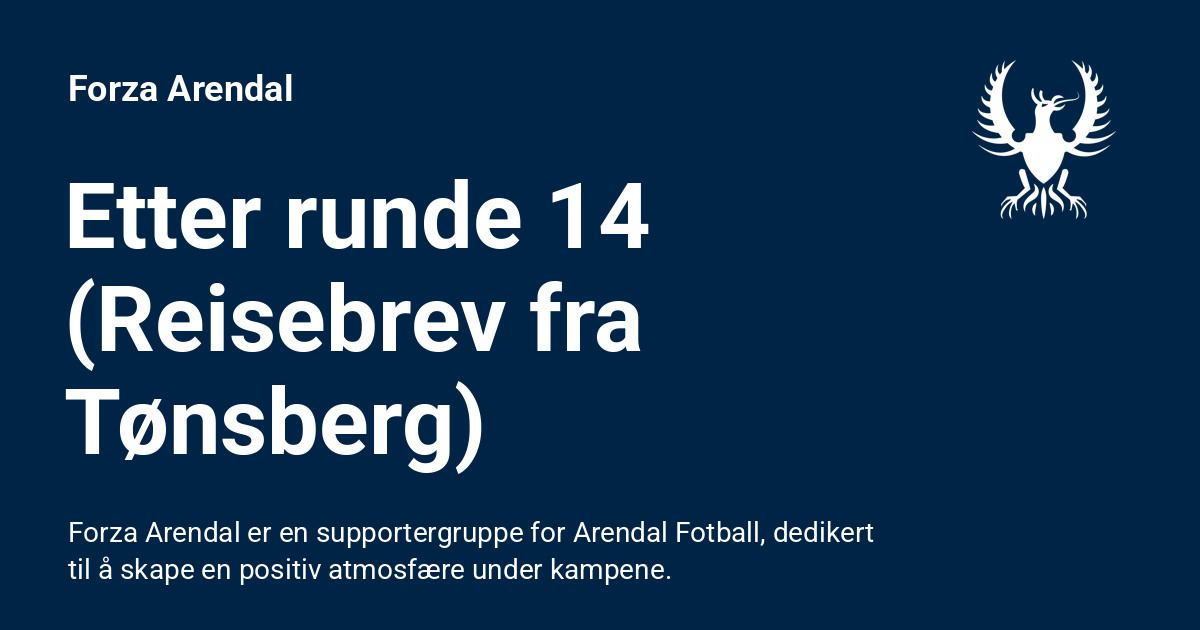 Forza Arendal
Etter runde 14
(Reisebrev fra
Tønsberg)
Forza Arendal er en supportergruppe for Arendal Fotball, dedikert
til å skape en positiv atmosfære under kampene.